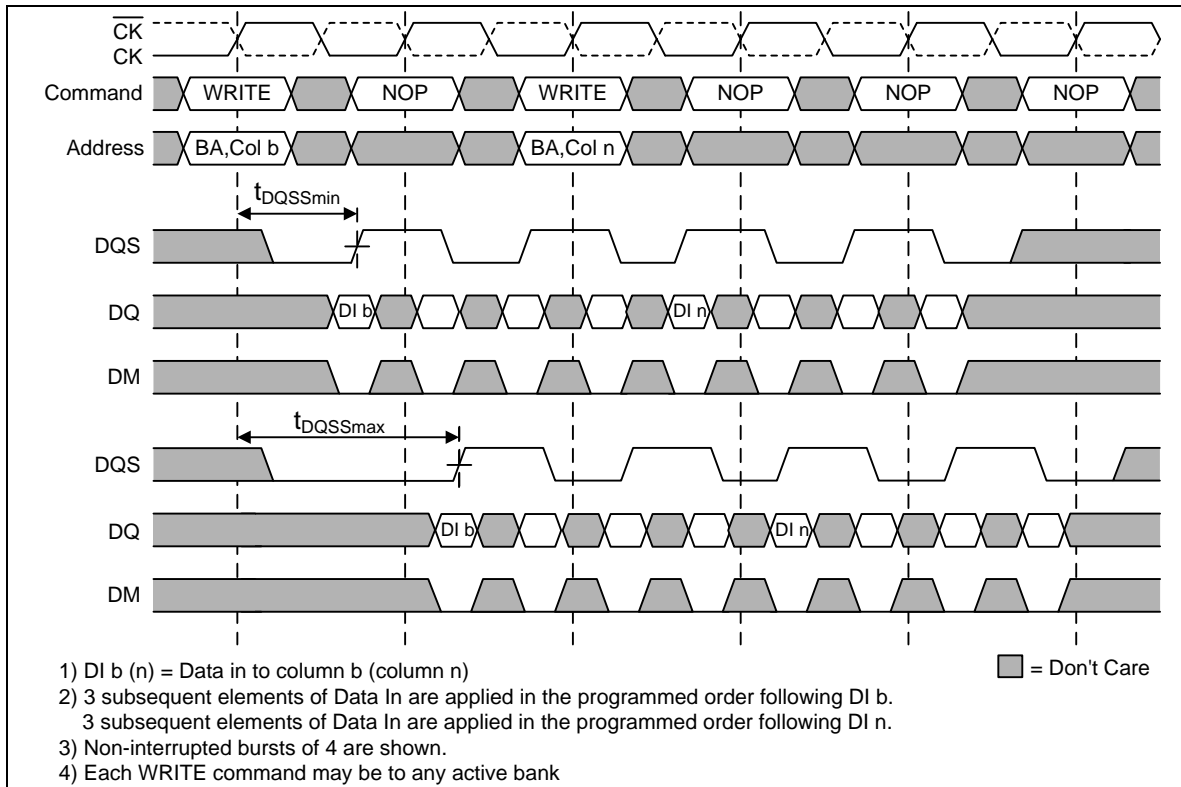 CK
CK
Command WRITE NOP WRITE NOP NOP NOP
Address BA,Col b BA,Col n
tDQSSmin
DQS
DQ DI b DI n
DM
tDQSSmax
DQS
DQ DI b DI n
DM
1) DI b (n) = Data in to column b (column n)
= Don't Care
2) 3 subsequent elements of Data In are applied in the programmed order following DI b.
3 subsequent elements of Data In are applied in the programmed order following DI n.
3) Non-interrupted bursts of 4 are shown.
4) Each WRITE command may be to any active bank